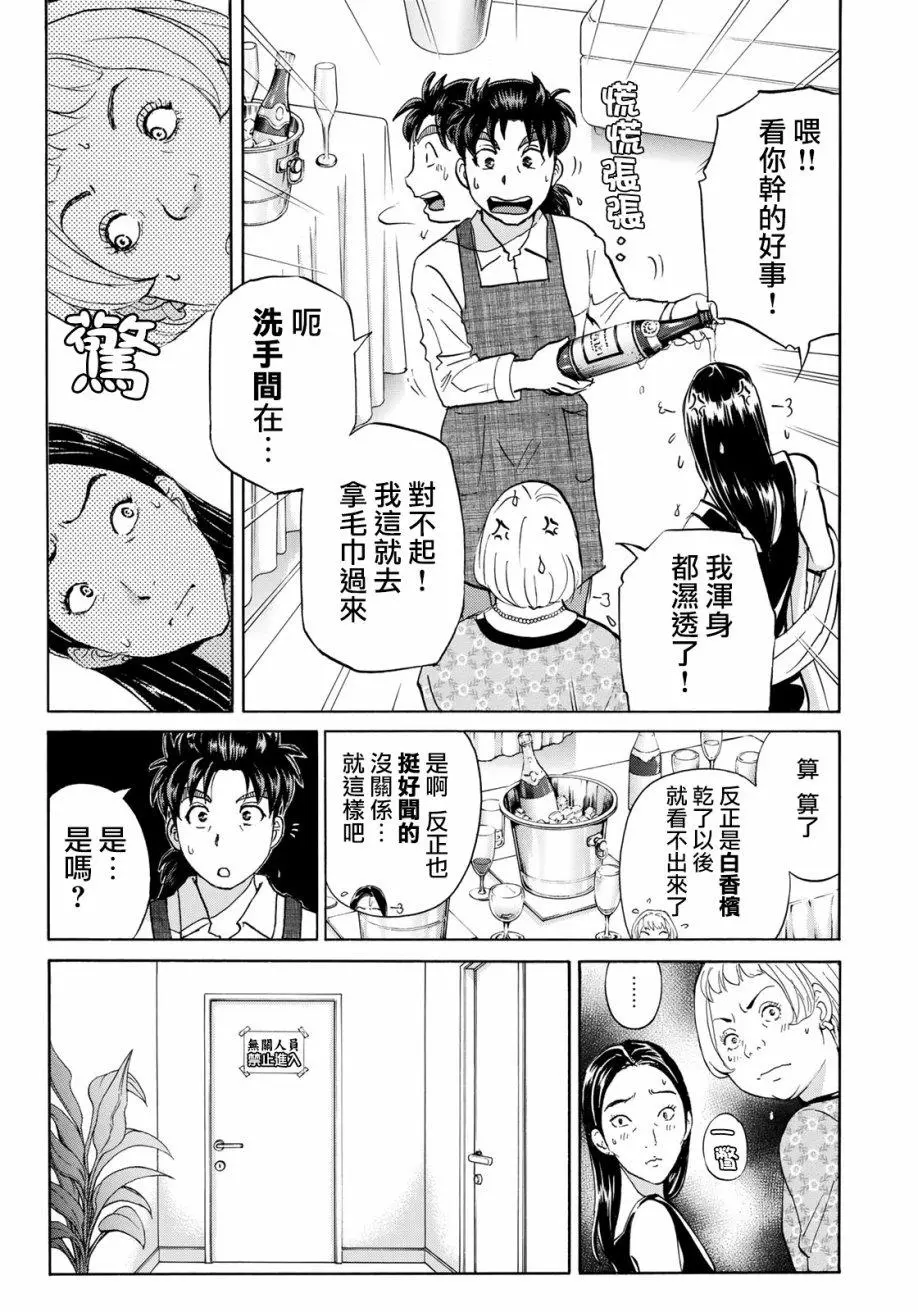 喂!!
看你幹的好事！
慌慌張張．．
我渾身
都濕透了！
對不起！
我這就去
拿毛巾過來
呃
洗手間在…
驚
算 算了
反正是白香檳
乾了以後
就看不出來了
是啊 反正也
挺好聞的
沒關係…
就這樣吧
是…
是嗎？
……
一瞥
無關人員
禁止進入